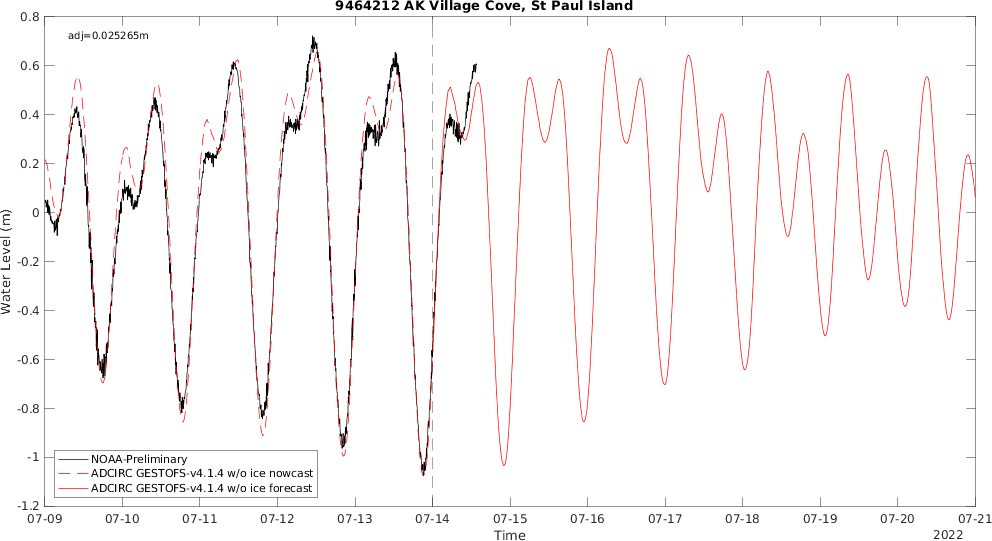 9464212 AK Village Cove, St Paul Island
adj=0.025265m
Water Level (m)
0.8
0.6
0.4
0.2
0
-0.2
-0.4
-0.6
-0.8
-1
-1.2
NOAA-Preliminary
ADCIRC GESTOFS-v4.1.4 w/o ice nowcast
ADCIRC GESTOFS-v4.1.4 w/o ice forecast
07-09 07-10 07-11 07-12 07-13 07-14 07-15 07-16 07-17 07-18 07-19 07-20 07-21
Time
2022